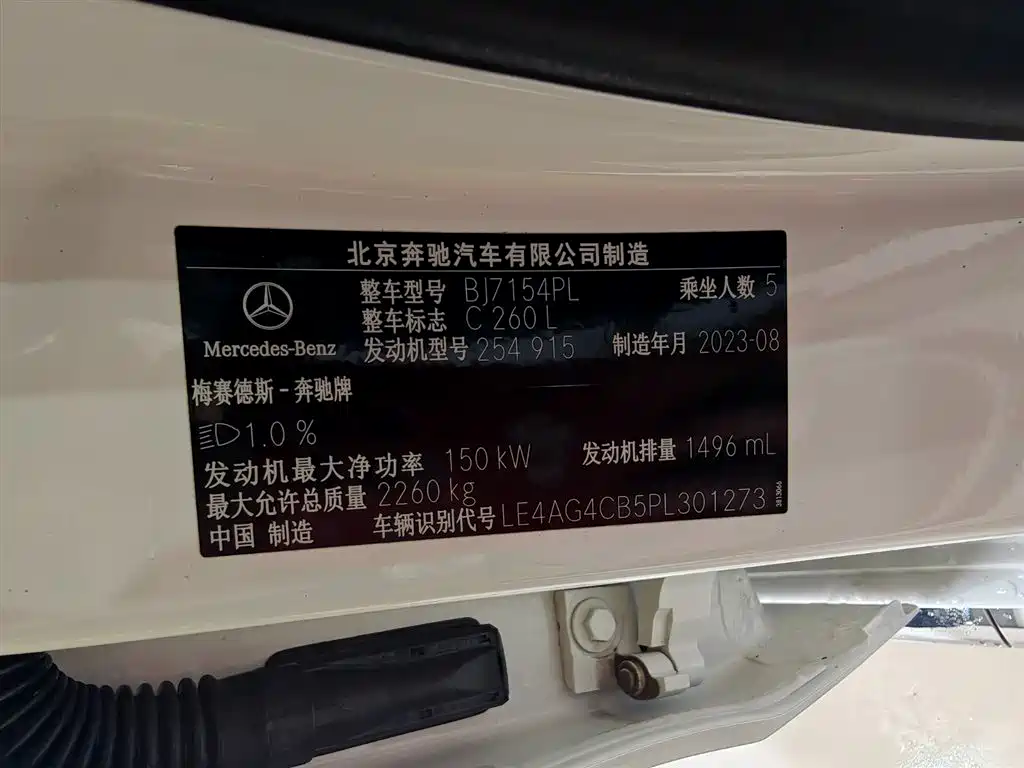 北京奔驰汽车有限公司制造
整车型号 BJ7154PL 乘坐人数 5
整车标志 C 260 L
Mercedes-Benz 发动机型号 254 915 制造年月 2023-08
梅赛德斯-奔驰牌
1.0 %
发动机最大净功率 150 kW 发动机排量 1496 mL
最大允许总质量 2260 kg
中国 制造 车辆识别代号 LE4AG4CB5PL301273
3813066